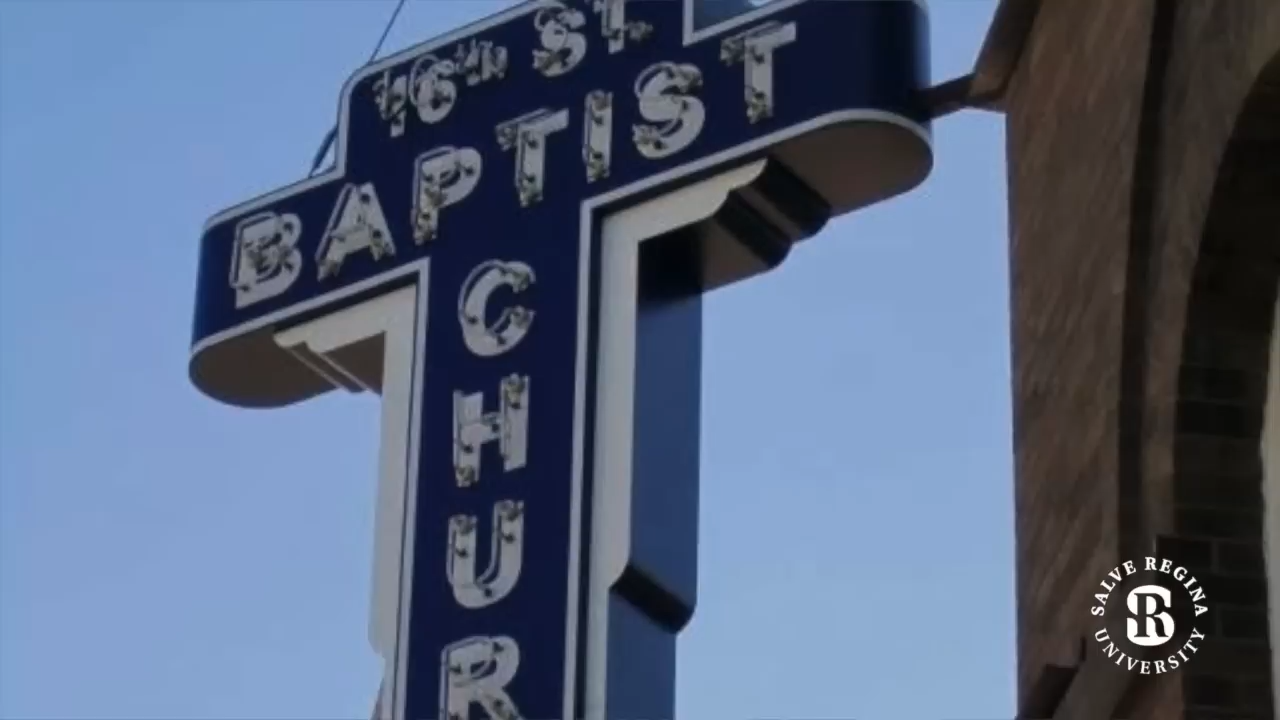 16th ST.
BAPTIST
CHUR
SALVE REGINA
SR
UNIVERSITY